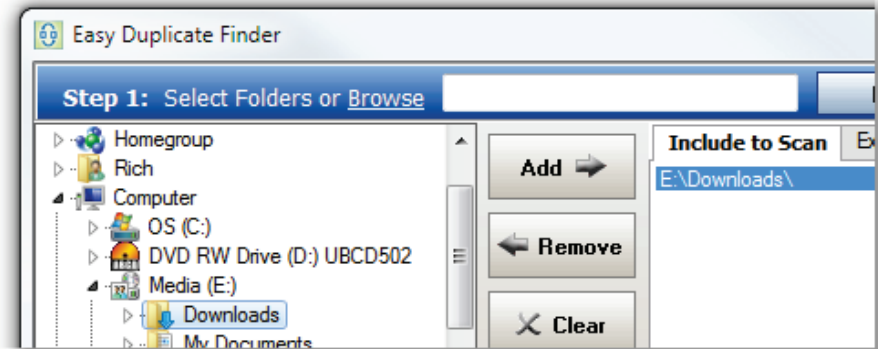 Easy Duplicate Finder
Step 1: Select Folders or Browse
Homegroup
Rich
Computer
OS (C:)
DVD RW Drive (D:) UBCD502
Media (E:)
Downloads
My Documents
Add
Remove
Clear
Include to Scan
Ex
E:\Downloads\